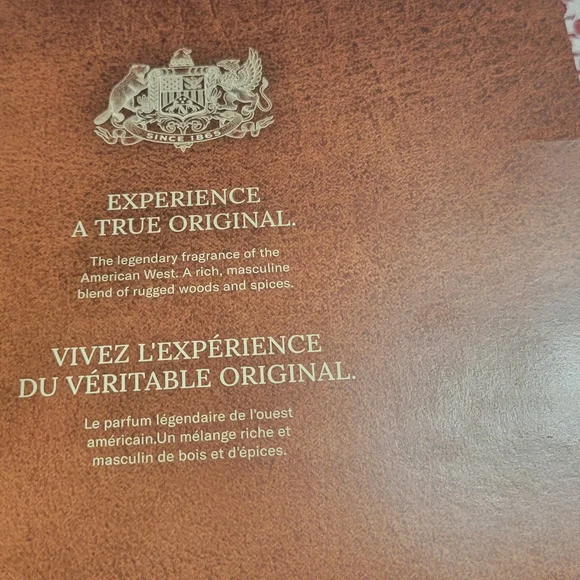 SINCE 1865
EXPERIENCE
A TRUE ORIGINAL.
The legendary fragrance of the
American West. A rich, masculine
blend of rugged woods and spices.
VIVEZ L'EXPÉRIENCE
DU VÉRITABLE ORIGINAL.
Le parfum légendaire de l'ouest
américain.Un mélange riche et
masculin de bois et d'épices.